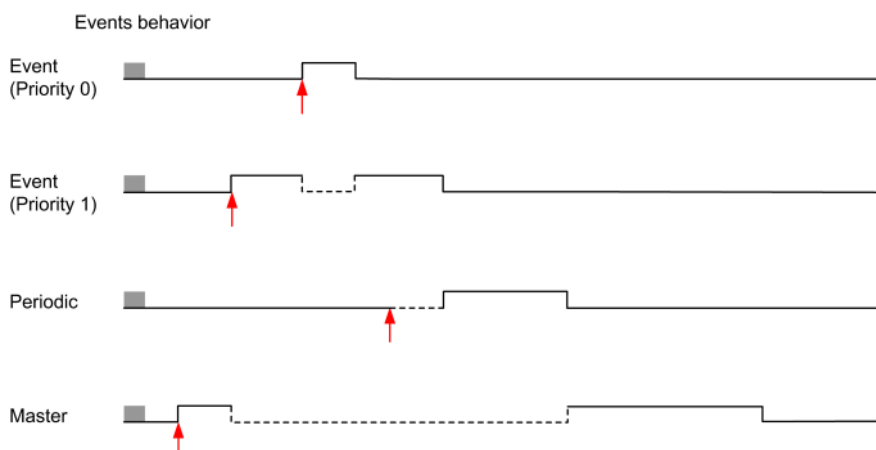 Events behavior
Event
(Priority 0)
Event
(Priority 1)
Periodic
Master